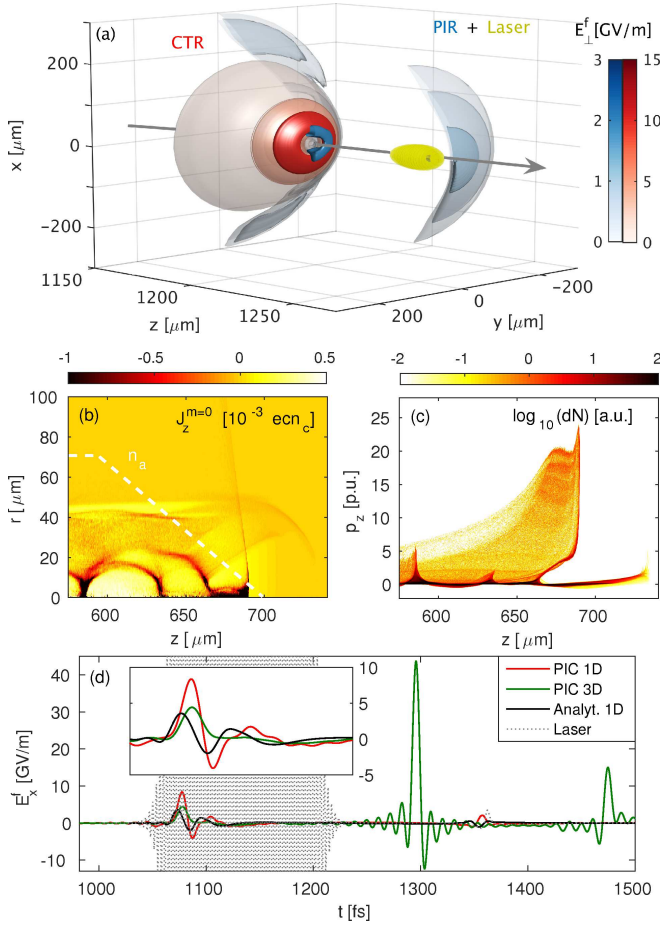 (a)
CTR
PIR + Laser
E⊥^f [GV/m]
3 15
2 10
1 5
0 0
x [μm]
200
0
-200
1150
1200
1250
z [μm]
200
0
-200
y [μm]
-1 -0.5 0 0.5
(b)
J_z^{m=0} [10^{-3} ecn_c]
n_a
r [μm]
100
80
60
40
20
0
600 650 700
z [μm]
-2 -1 0 1 2
(c)
log_10(dN) [a.u.]
p_z [p.u.]
25
20
15
10
5
0
600 650 700
z [μm]
(d)
E_x^f [GV/m]
40
30
20
10
0
-10
10
5
0
-5
PIC 1D
PIC 3D
Analyt. 1D
Laser
1000 1100 1200 1300 1400 1500
t [fs]